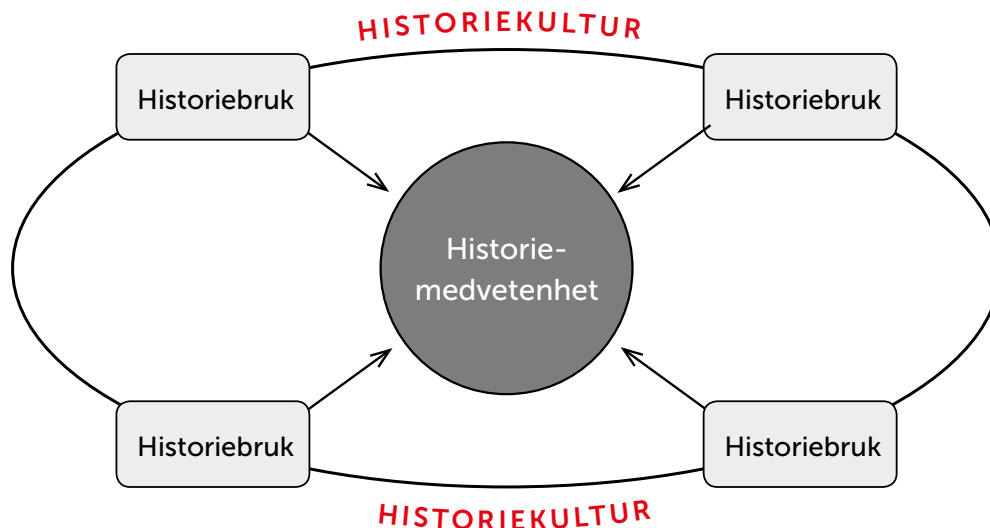 HISTORIEKULTUR
Historiebruk
Historiebruk
Historie-
medvetenhet
Historiebruk
Historiebruk
HISTORIEKULTUR